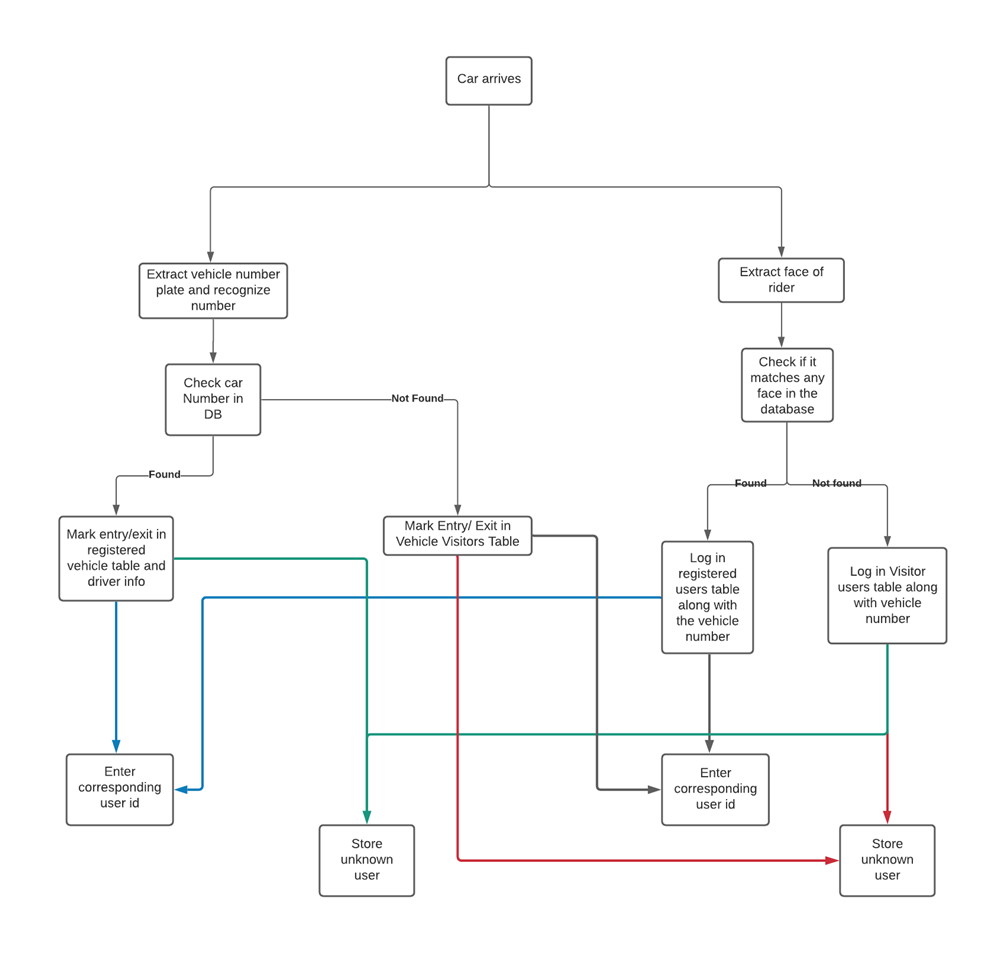 Car arrives
Extract vehicle number
plate and recognize
number
Extract face of
rider
Check car
Number in
DB
Check if it
matches any
face in the
database
Not Found
Found
Found
Not found
Mark entry/exit in
registered
vehicle table and
driver info
Mark Entry/ Exit in
Vehicle Visitors Table
Log in
registered
users table
along with
the vehicle
number
Log in Visitor
users table along
with vehicle
number
Enter
corresponding
user id
Enter
corresponding
user id
Store
unknown
user
Store
unknown
user